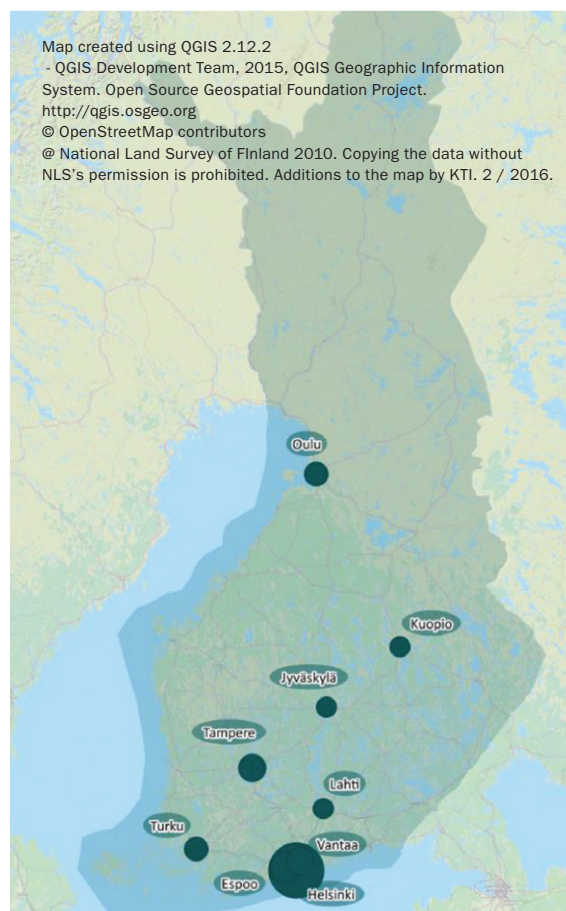 Map created using QGIS 2.12.2
- QGIS Development Team, 2015, QGIS Geographic Information
System. Open Source Geospatial Foundation Project.
http://qgis.osgeo.org
© OpenStreetMap contributors
@ National Land Survey of FInland 2010. Copying the data without
NLS's permission is prohibited. Additions to the map by KTI. 2 / 2016.
Oulu
Kuopio
Jyväskylä
Tampere
Lahti
Turku
Vantaa
Espoo
Helsinki